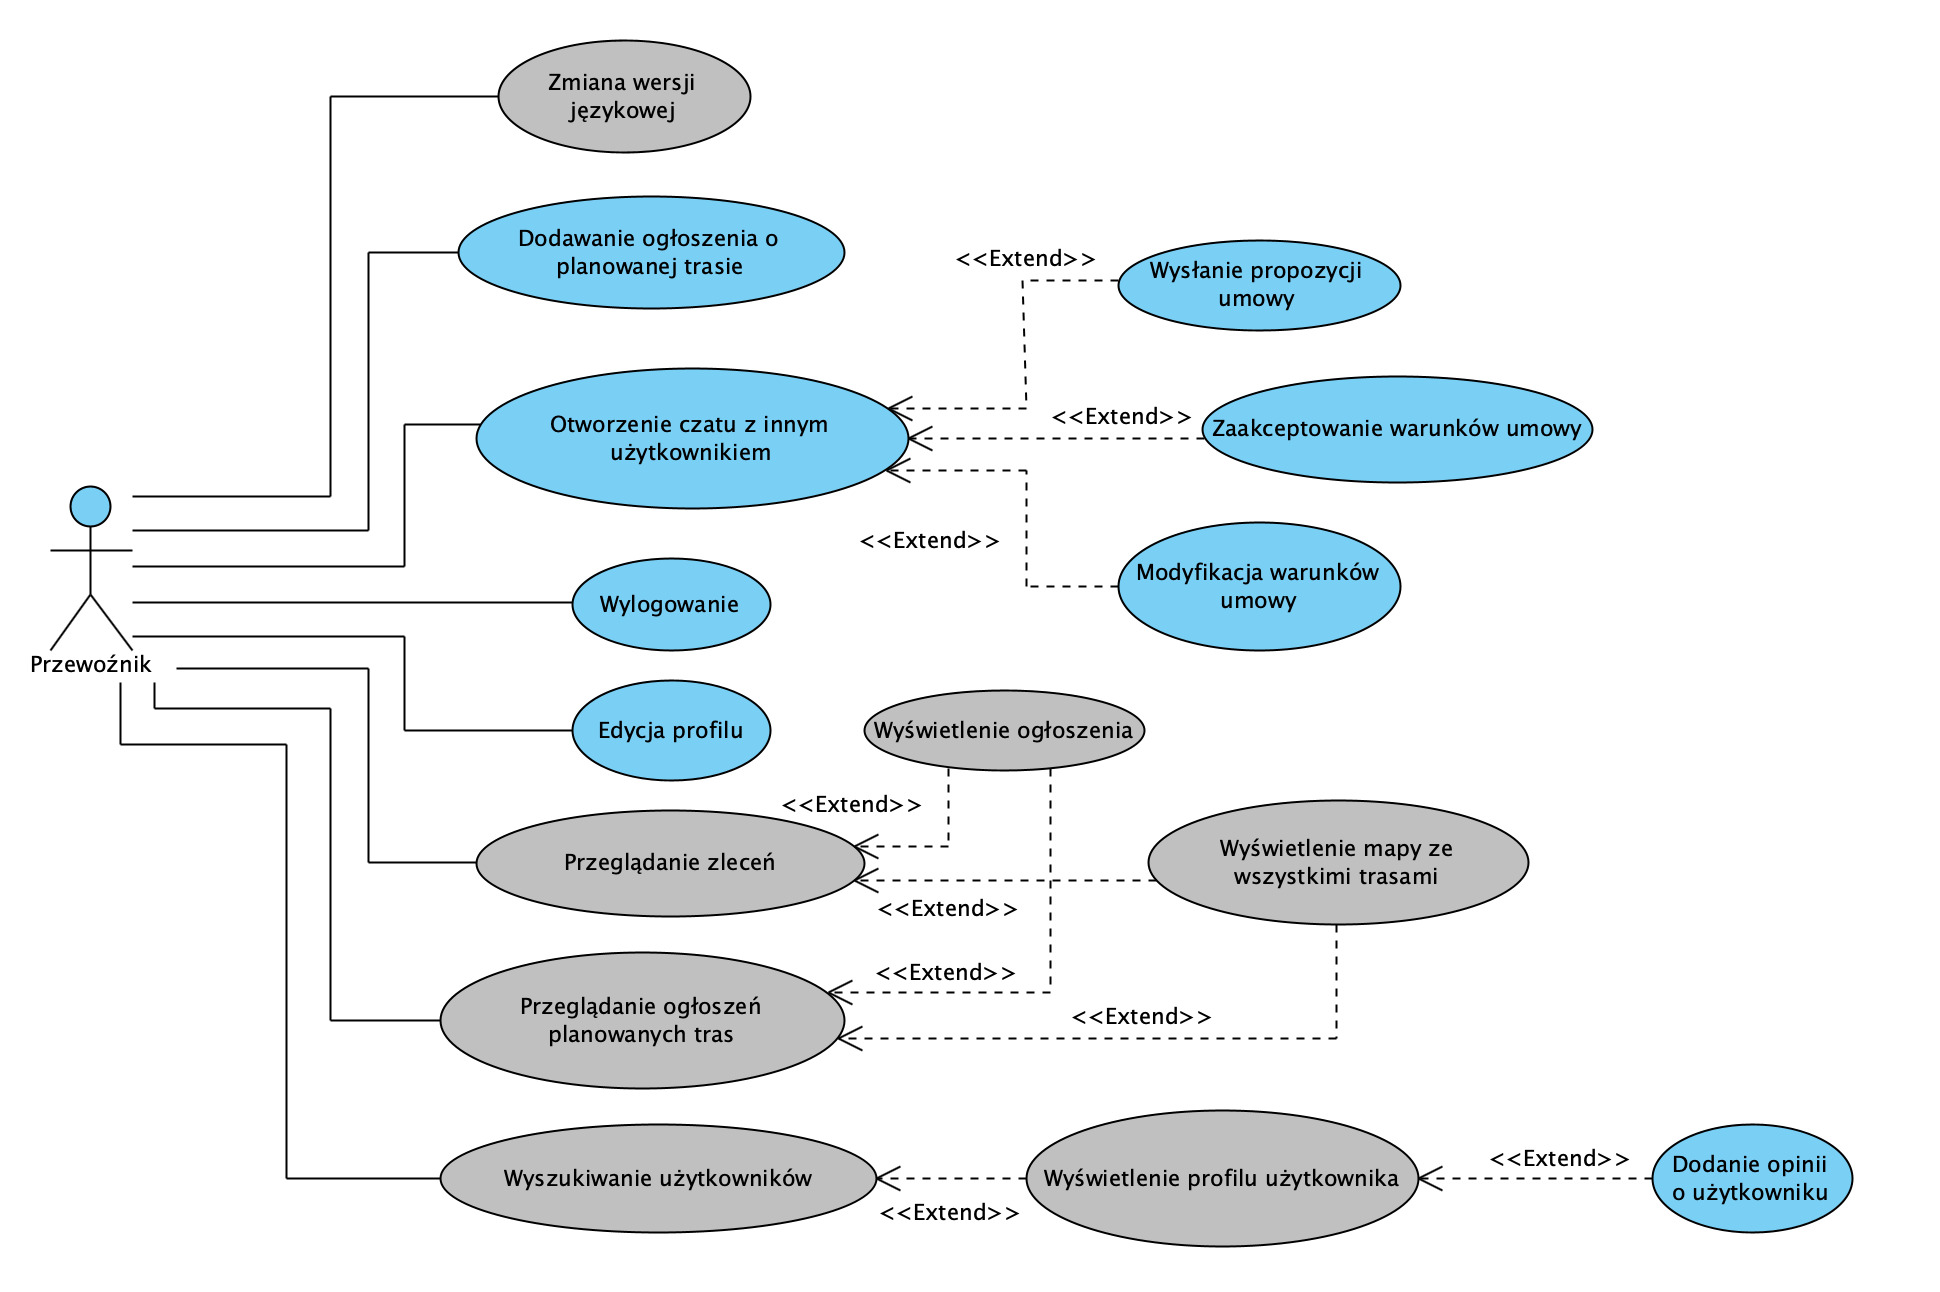 Zmiana wersji
językowej
Dodawanie ogłoszenia o
planowanej trasie
<<Extend>>
Wysłanie propozycji
umowy
Otworzenie czatu z innym
użytkownikiem
<<Extend>>
Zaakceptowanie warunków umowy
<<Extend>>
Modyfikacja warunków
umowy
Wylogowanie
Przewoźnik
Edycja profilu
Wyświetlenie ogłoszenia
<<Extend>>
Przeglądanie zleceń
Wyświetlenie mapy ze
wszystkimi trasami
<<Extend>>
<<Extend>>
Przeglądanie ogłoszeń
planowanych tras
<<Extend>>
Wyszukiwanie użytkowników
<<Extend>>
Wyświetlenie profilu użytkownika
<<Extend>>
Dodanie opinii
o użytkowniku